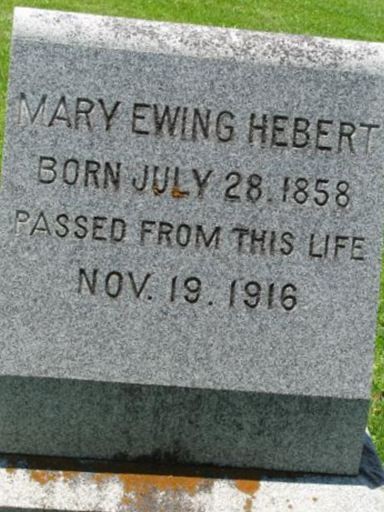 MARY EWING HEBERT
BORN JULY 28. 1858
PASSED FROM THIS LIFE
NOV. 19. 1916